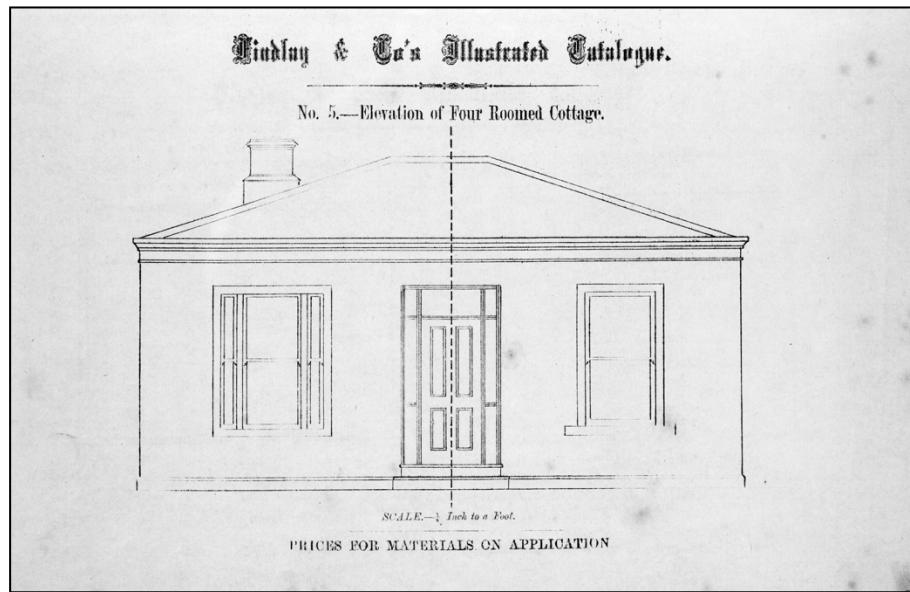 Findlay & Co's Illustrated Catalogue.
No. 5.—Elevation of Four Roomed Cottage.
SCALE.—¼ Inch to a Foot.
PRICES FOR MATERIALS ON APPLICATION